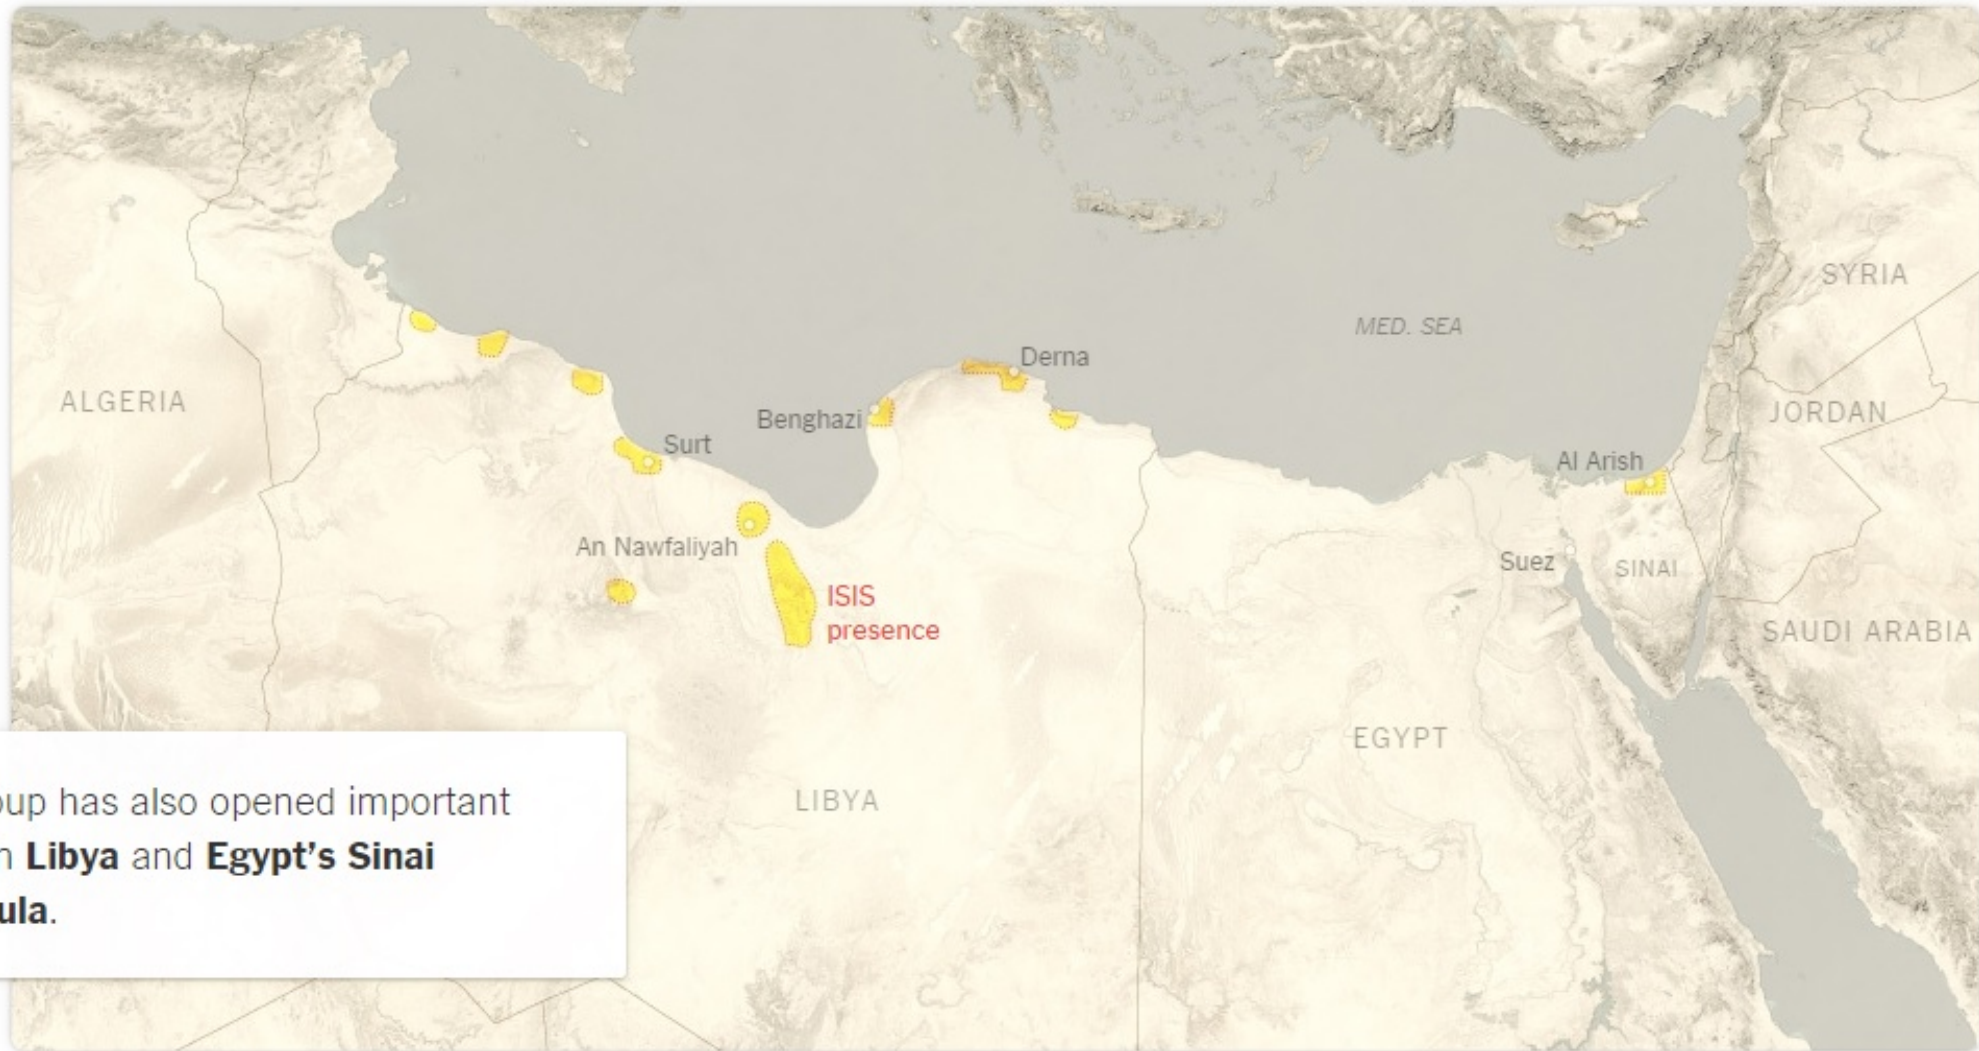 Derna
MED. SEA
SYRIA
ALGERIA
Benghazi
JORDAN
Surt
Al Arish
An Nawfaliyah
Suez
SINAI
ISIS
presence
SAUDI ARABIA
EGYPT
LIBYA
oup has also opened important
n Libya and Egypt’s Sinai
ula.